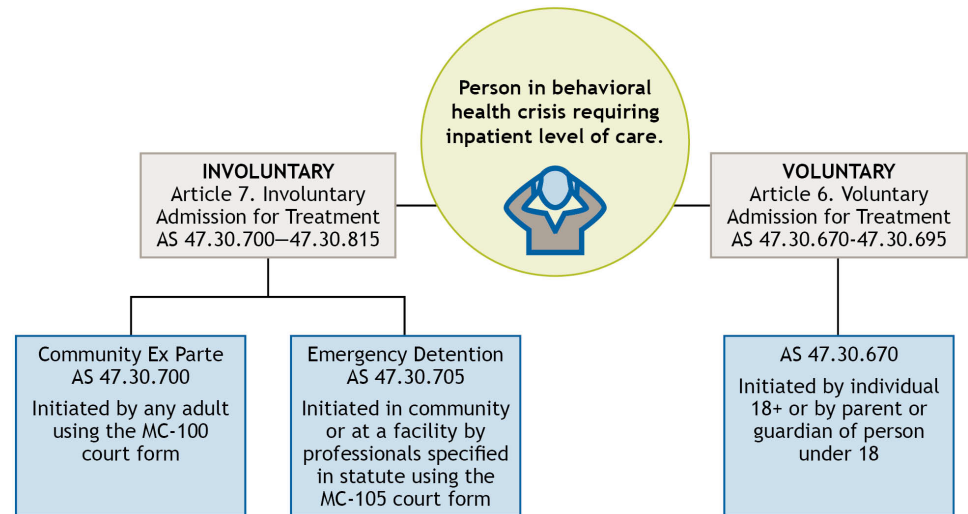 Person in behavioral
health crisis requiring
inpatient level of care.
INVOLUNTARY
Article 7. Involuntary
Admission for Treatment
AS 47.30.700—47.30.815
VOLUNTARY
Article 6. Voluntary
Admission for Treatment
AS 47.30.670-47.30.695
Community Ex Parte
AS 47.30.700
Initiated by any adult
using the MC-100
court form
Emergency Detention
AS 47.30.705
Initiated in community
or at a facility by
professionals specified
in statute using the
MC-105 court form
AS 47.30.670
Initiated by individual
18+ or by parent or
guardian of person
under 18